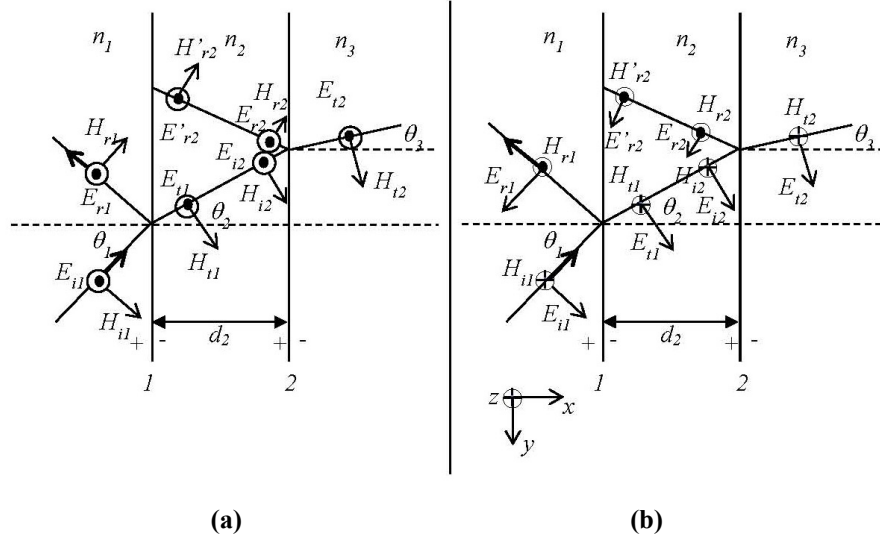 n1 n2 n3
H'r2
Hr2 Et2
Er2
E'r2
Hr1
θ3
Ei2
Et1
Hi2
Er1
θ2
Ht2
θ1
Ht1
Ei1
Hi1
d2
+ - + -
1 2
(a)
n1 n2 n3
H'r2
Hr2
Ht2
E'r2
Er2
θ3
Hr1
Ht1
Hi2
Er1
Et2
θ2
Ei2
θ1
Et1
Hi1
Ei1
d2
+ - + -
1 2
z x
y
(b)